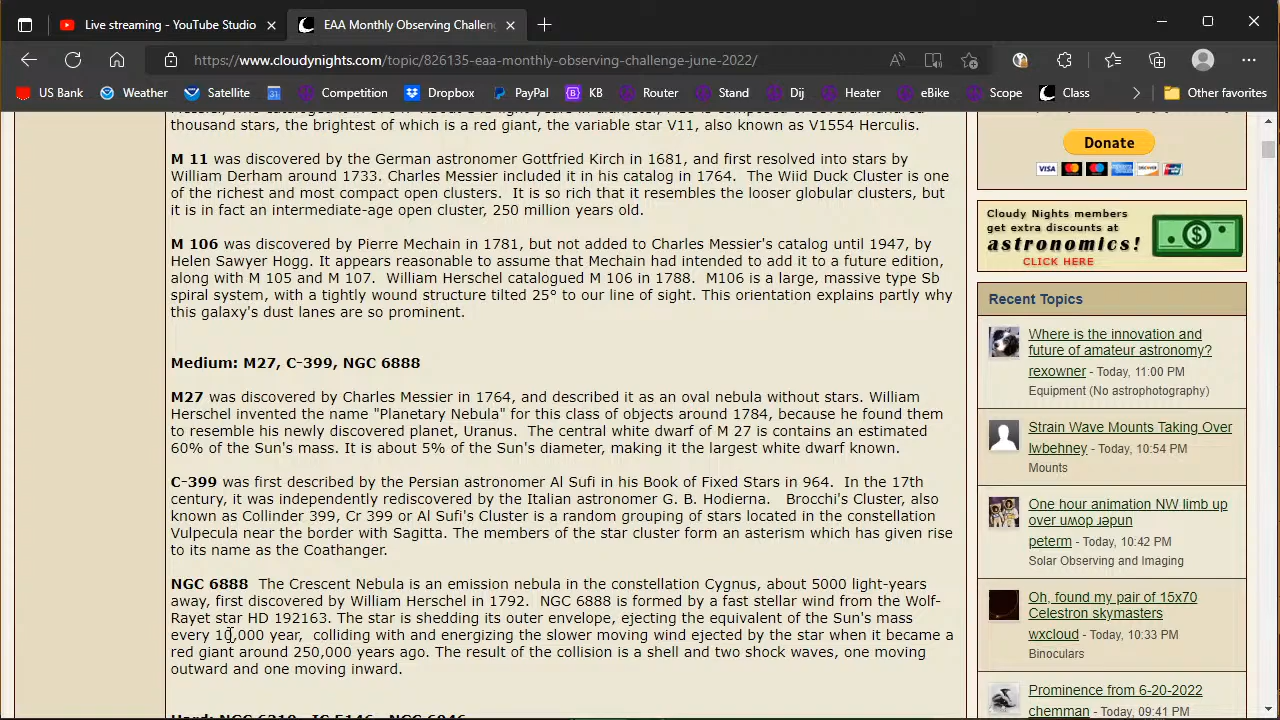 Live streaming - YouTube Studio
EAA Monthly Observing Challen
https://www.cloudynights.com/topic/826135-eaa-monthly-observing-challenge-june-2022/
US Bank
Weather
Satellite
Competition
Dropbox
PayPal
KB
Router
Stand
Dij
Heater
eBike
Scope
Class
Other favorites
thousand stars, the brightest of which is a red giant, the variable star V11, also known as V1554 Herculis.
M 11 was discovered by the German astronomer Gottfried Kirch in 1681, and first resolved into stars by
William Derham around 1733. Charles Messier included it in his catalog in 1764. The Wild Duck Cluster is one
of the richest and most compact open clusters. It is so rich that it resembles the looser globular clusters, but
it is in fact an intermediate-age open cluster, 250 million years old.
M 106 was discovered by Pierre Mechain in 1781, but not added to Charles Messier's catalog until 1947, by
Helen Sawyer Hogg. It appears reasonable to assume that Mechain had intended to add it to a future edition,
along with M 105 and M 107. William Herschel catalogued M 106 in 1788. M106 is a large, massive type Sb
spiral system, with a tightly wound structure tilted 25° to our line of sight. This orientation explains partly why
this galaxy's dust lanes are so prominent.
Medium: M27, C-399, NGC 6888
M27 was discovered by Charles Messier in 1764, and described it as an oval nebula without stars. William
Herschel invented the name "Planetary Nebula" for this class of objects around 1784, because he found them
to resemble his newly discovered planet, Uranus. The central white dwarf of M 27 is contains an estimated
60% of the Sun's mass. It is about 5% of the Sun's diameter, making it the largest white dwarf known.
C-399 was first described by the Persian astronomer Al Sufi in his Book of Fixed Stars in 964. In the 17th
century, it was independently rediscovered by the Italian astronomer G. B. Hodierna. Brocchi's Cluster, also
known as Collinder 399, Cr 399 or Al Sufi's Cluster is a random grouping of stars located in the constellation
Vulpecula near the border with Sagitta. The members of the star cluster form an asterism which has given rise
to its name as the Coathanger.
NGC 6888 The Crescent Nebula is an emission nebula in the constellation Cygnus, about 5000 light-years
away, first discovered by William Herschel in 1792. NGC 6888 is formed by a fast stellar wind from the Wolf-
Rayet star HD 192163. The star is shedding its outer envelope, ejecting the equivalent of the Sun's mass
every 10,000 year, colliding with and energizing the slower moving wind ejected by the star when it became a
red giant around 250,000 years ago. The result of the collision is a shell and two shock waves, one moving
outward and one moving inward.
Donate
VISA
Cloudy Nights members
get extra discounts at
astronomics!
CLICK HERE
Recent Topics
Where is the innovation and
future of amateur astronomy?
rexowner - Today, 11:00 PM
Equipment (No astrophotography)
Strain Wave Mounts Taking Over
lwbehney - Today, 10:54 PM
Mounts
One hour animation NW limb up
over uʍop ɹǝpun
peterm - Today, 10:42 PM
Solar Observing and Imaging
Oh, found my pair of 15x70
Celestron skymasters
wxcloud - Today, 10:33 PM
Binoculars
Prominence from 6-20-2022
chemman - Today, 09:41 PM